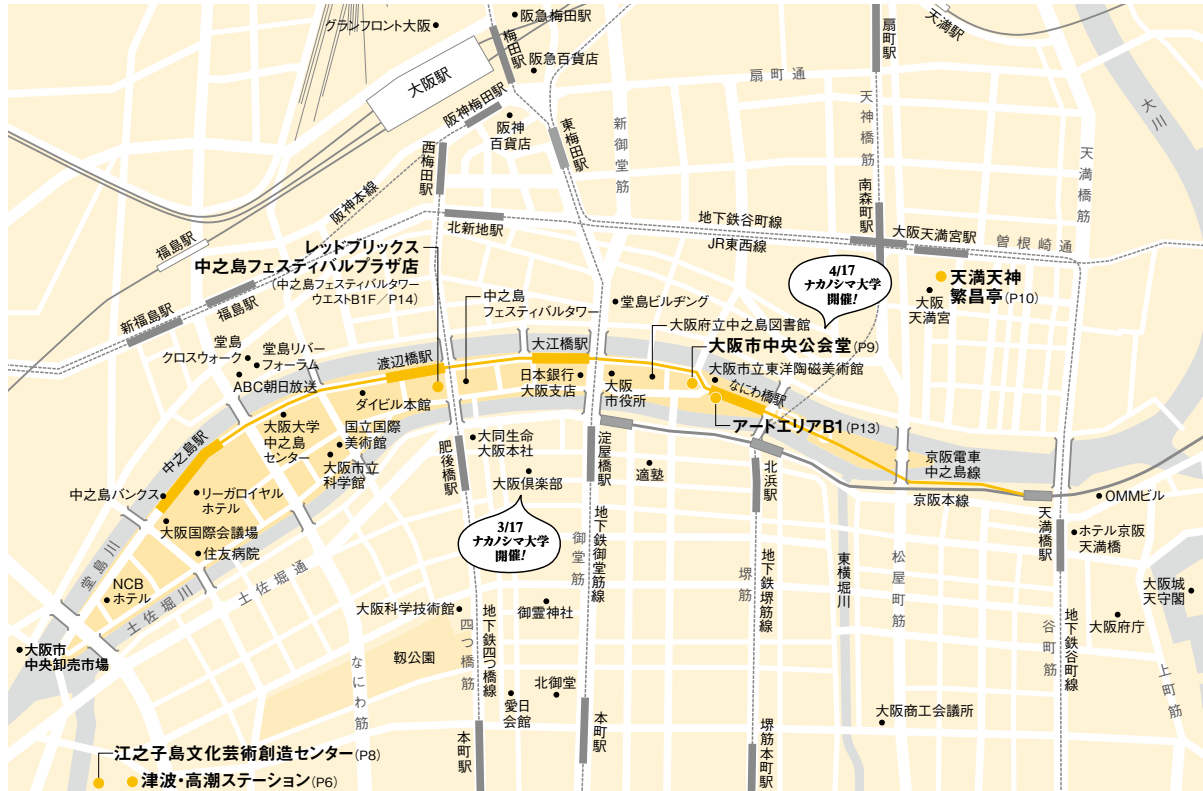 グランフロント大阪
阪急梅田駅
梅田駅
阪急百貨店
大阪駅
阪神梅田駅
阪神
百貨店
東梅田駅
新御堂筋
扇町通
扇町駅
天満駅
天神橋筋
大川
天満橋筋
西梅田駅
阪神本線
北新地駅
地下鉄谷町線
JR東西線
南森町駅
大阪天満宮駅
曽根崎通
福島駅
新福島駅
福島駅
レッドブリックス
中之島フェスティバルプラザ店
(中之島フェスティバルタワー
ウエストB1F/P14)
中之島
フェスティバルタワー
堂島ビルヂング
4/17
ナカノシマ大学
開催!
天満天神
繁昌亭(P10)
大阪
天満宮
大阪府立中之島図書館
大阪市中央公会堂(P9)
大阪市立東洋陶磁美術館
なにわ橋駅
アートエリアB1(P13)
堂島
クロスウォーク
堂島リバー
フォーラム
ABC朝日放送
渡辺橋駅
大江橋駅
ダイビル本館
日本銀行
大阪支店
大阪
市役所
大阪大学
中之島
センター
国立国際
美術館
大阪市立
科学館
中之島駅
中之島バンクス
リーガロイヤル
ホテル
大阪国際会議場
住友病院
NCB
ホテル
堂島川
土佐堀川
土佐堀通
大阪市
中央卸売市場
肥後橋駅
大同生命
大阪本社
大阪倶楽部
3/17
ナカノシマ大学
開催!
淀屋橋駅
適塾
北浜駅
京阪電車
中之島線
京阪本線
天満橋駅
OMMビル
ホテル京阪
天満橋
大阪城
天守閣
大阪府庁
御堂筋
地下鉄御堂筋線
堺筋
地下鉄堺筋線
東横堀川
松屋町筋
谷町筋
地下鉄谷町線
上町筋
大阪科学技術館
御霊神社
四つ橋筋
地下鉄四つ橋線
靱公園
なにわ筋
愛日
会館
北御堂
本町駅
本町駅
堺筋本町駅
大阪商工会議所
江之子島文化芸術創造センター(P8)
津波・高潮ステーション(P6)